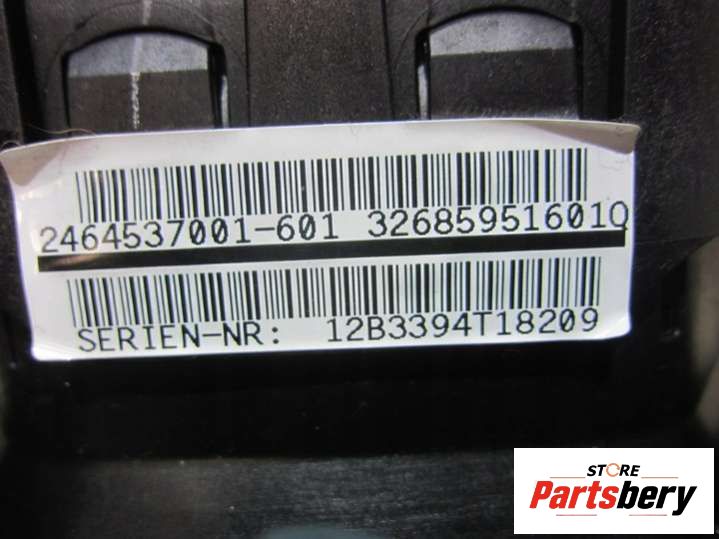 2464537001-601 32685951601Q
SERIEN-NR: 12B3394T18209
STORE
Partsbery